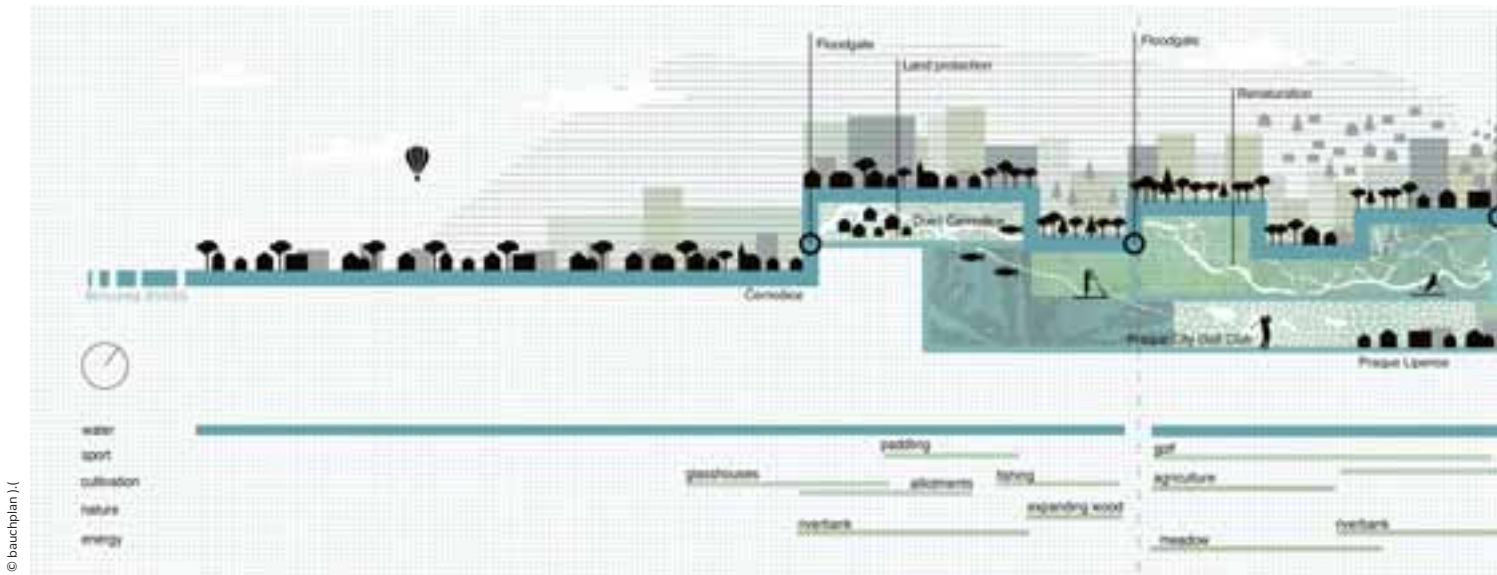 Floodgate
Floodgate
Land protection
Renaturation
Černošice
Prague City Golf Club
Prague Lipence
water
sport
cultivation
nature
energy
paddling
glasshouses
allotments
fishing
expanding wood
riverbank
golf
agriculture
riverbank
meadow
© bauchplan ).(